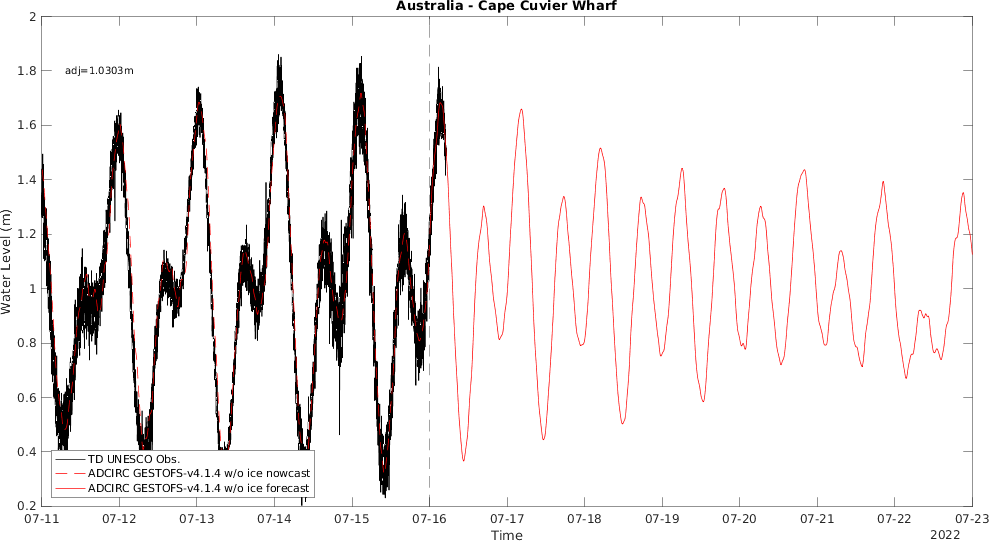 Australia - Cape Cuvier Wharf
2
1.8
1.6
1.4
1.2
1
0.8
0.6
0.4
0.2
Water Level (m)
adj=1.0303m
TD UNESCO Obs.
ADCIRC GESTOFS-v4.1.4 w/o ice nowcast
ADCIRC GESTOFS-v4.1.4 w/o ice forecast
07-11 07-12 07-13 07-14 07-15 07-16 07-17 07-18 07-19 07-20 07-21 07-22 07-23
Time
2022